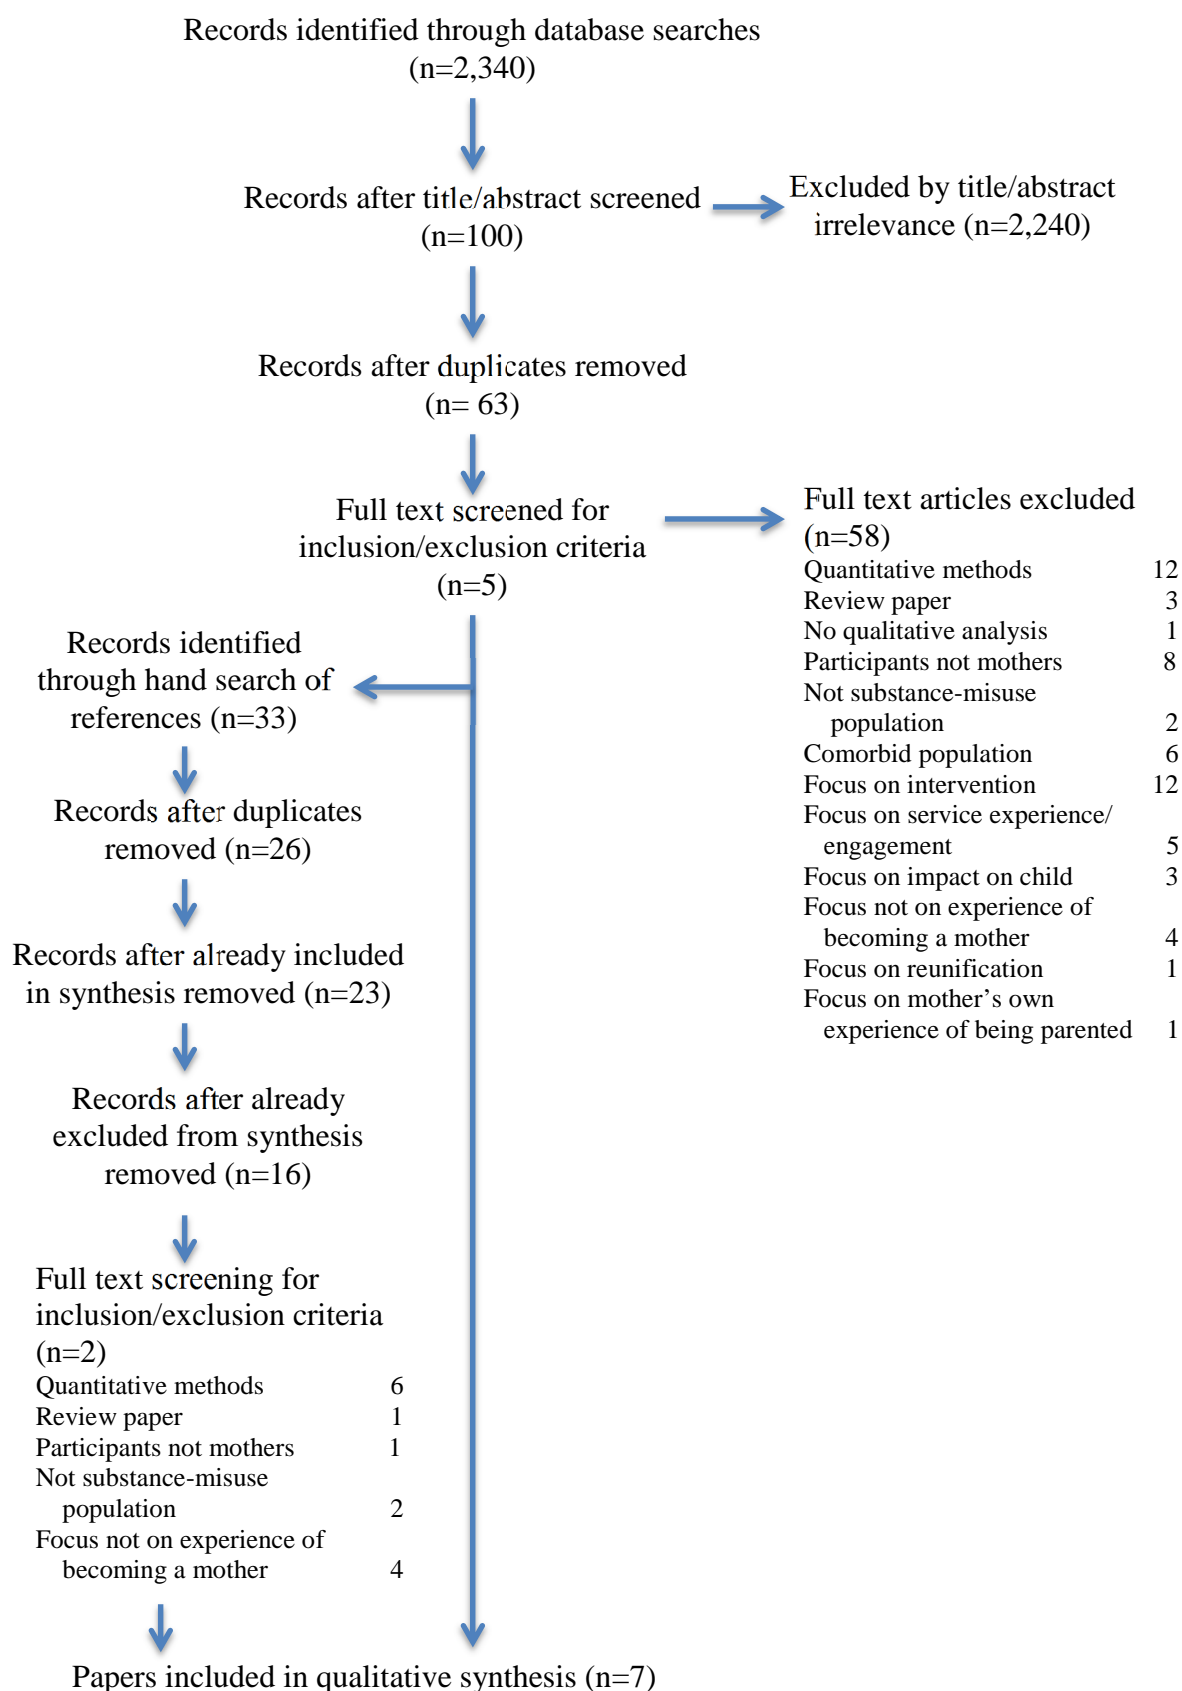 Records identified through database searches
(n=2,340)
Records after title/abstract screened
(n=100)
Excluded by title/abstract
irrelevance (n=2,240)
Records after duplicates removed
(n= 63)
Full text screened for
inclusion/exclusion criteria
(n=5)
Full text articles excluded
(n=58)
Quantitative methods 12
Review paper 3
No qualitative analysis 1
Participants not mothers 8
Not substance-misuse
population 2
Comorbid population 6
Focus on intervention 12
Focus on service experience/
engagement 5
Focus on impact on child 3
Focus not on experience of
becoming a mother 4
Focus on reunification 1
Focus on mother’s own
experience of being parented 1
Records identified
through hand search of
references (n=33)
Records after duplicates
removed (n=26)
Records after already included
in synthesis removed (n=23)
Records after already
excluded from synthesis
removed (n=16)
Full text screening for
inclusion/exclusion criteria
(n=2)
Quantitative methods 6
Review paper 1
Participants not mothers 1
Not substance-misuse
population 2
Focus not on experience of
becoming a mother 4
Papers included in qualitative synthesis (n=7)